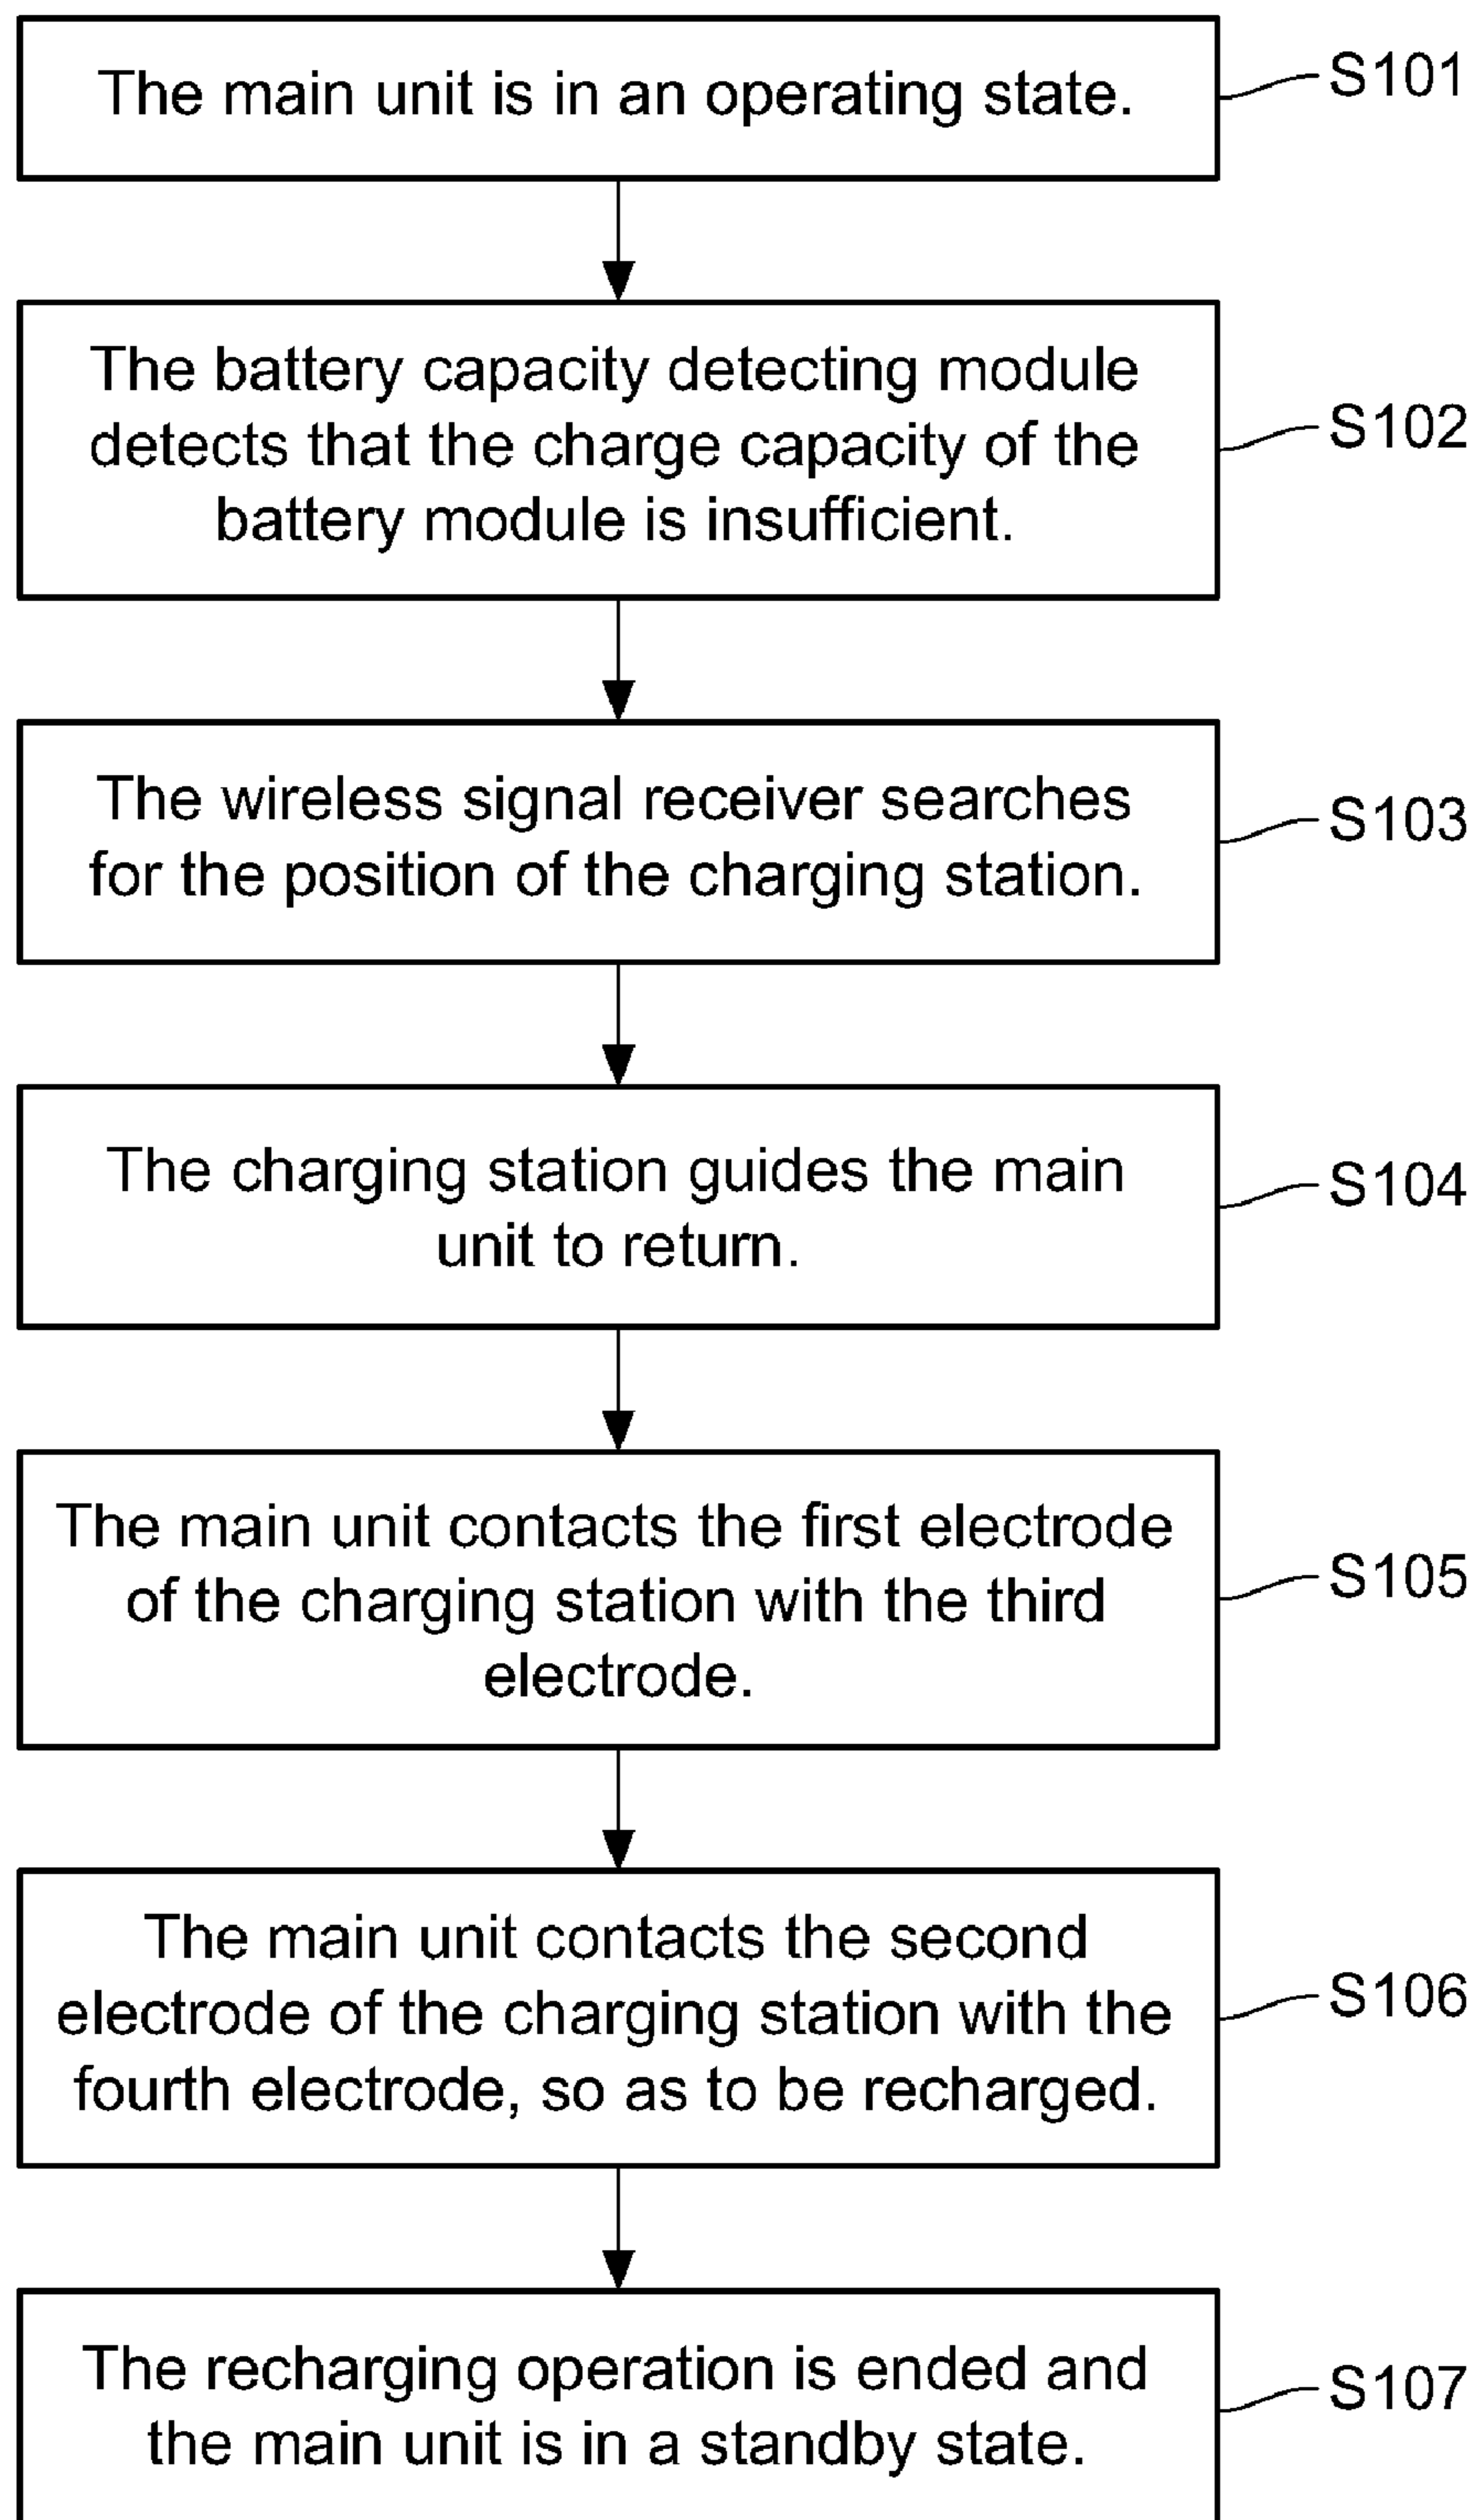 The main unit is in an operating state.
S101
The battery capacity detecting module
detects that the charge capacity of the
battery module is insufficient.
S102
The wireless signal receiver searches
for the position of the charging station.
S103
The charging station guides the main
unit to return.
S104
The main unit contacts the first electrode
of the charging station with the third
electrode.
S105
The main unit contacts the second
electrode of the charging station with the
fourth electrode, so as to be recharged.
S106
The recharging operation is ended and
the main unit is in a standby state.
S107